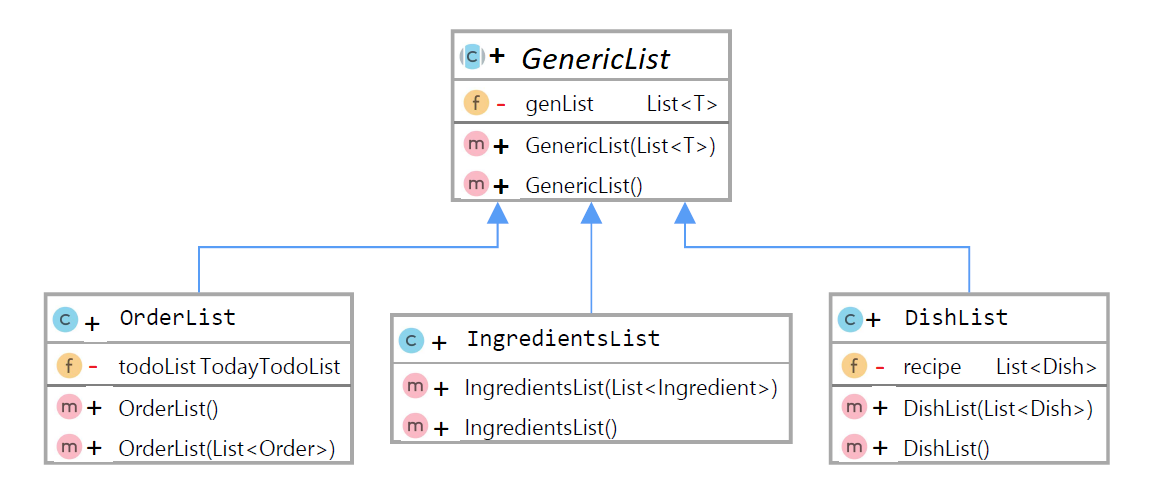 c + GenericList
f - genList List<T>
m + GenericList(List<T>)
m + GenericList()
c + OrderList
f - todoList TodayTodoList
m + OrderList()
m + OrderList(List<Order>)
c + IngredientsList
m + IngredientsList(List<Ingredient>)
m + IngredientsList()
c + DishList
f - recipe List<Dish>
m + DishList(List<Dish>)
m + DishList()